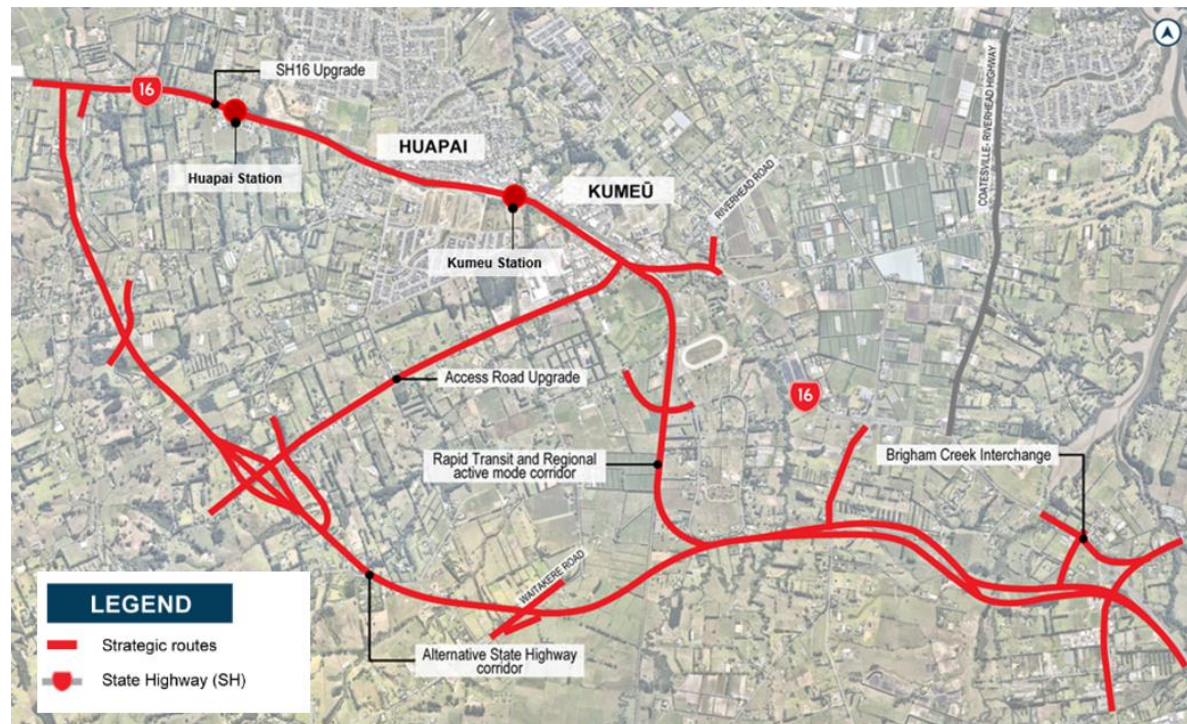 16
SH16 Upgrade
Huapai Station
HUAPAI
KUMEŪ
Kumeu Station
RIVERHEAD ROAD
COATESVILLE- RIVERHEAD HIGHWAY
Access Road Upgrade
16
Rapid Transit and Regional
active mode corridor
Brigham Creek Interchange
WAITAKERE ROAD
Alternative State Highway
corridor
LEGEND
Strategic routes
State Highway (SH)